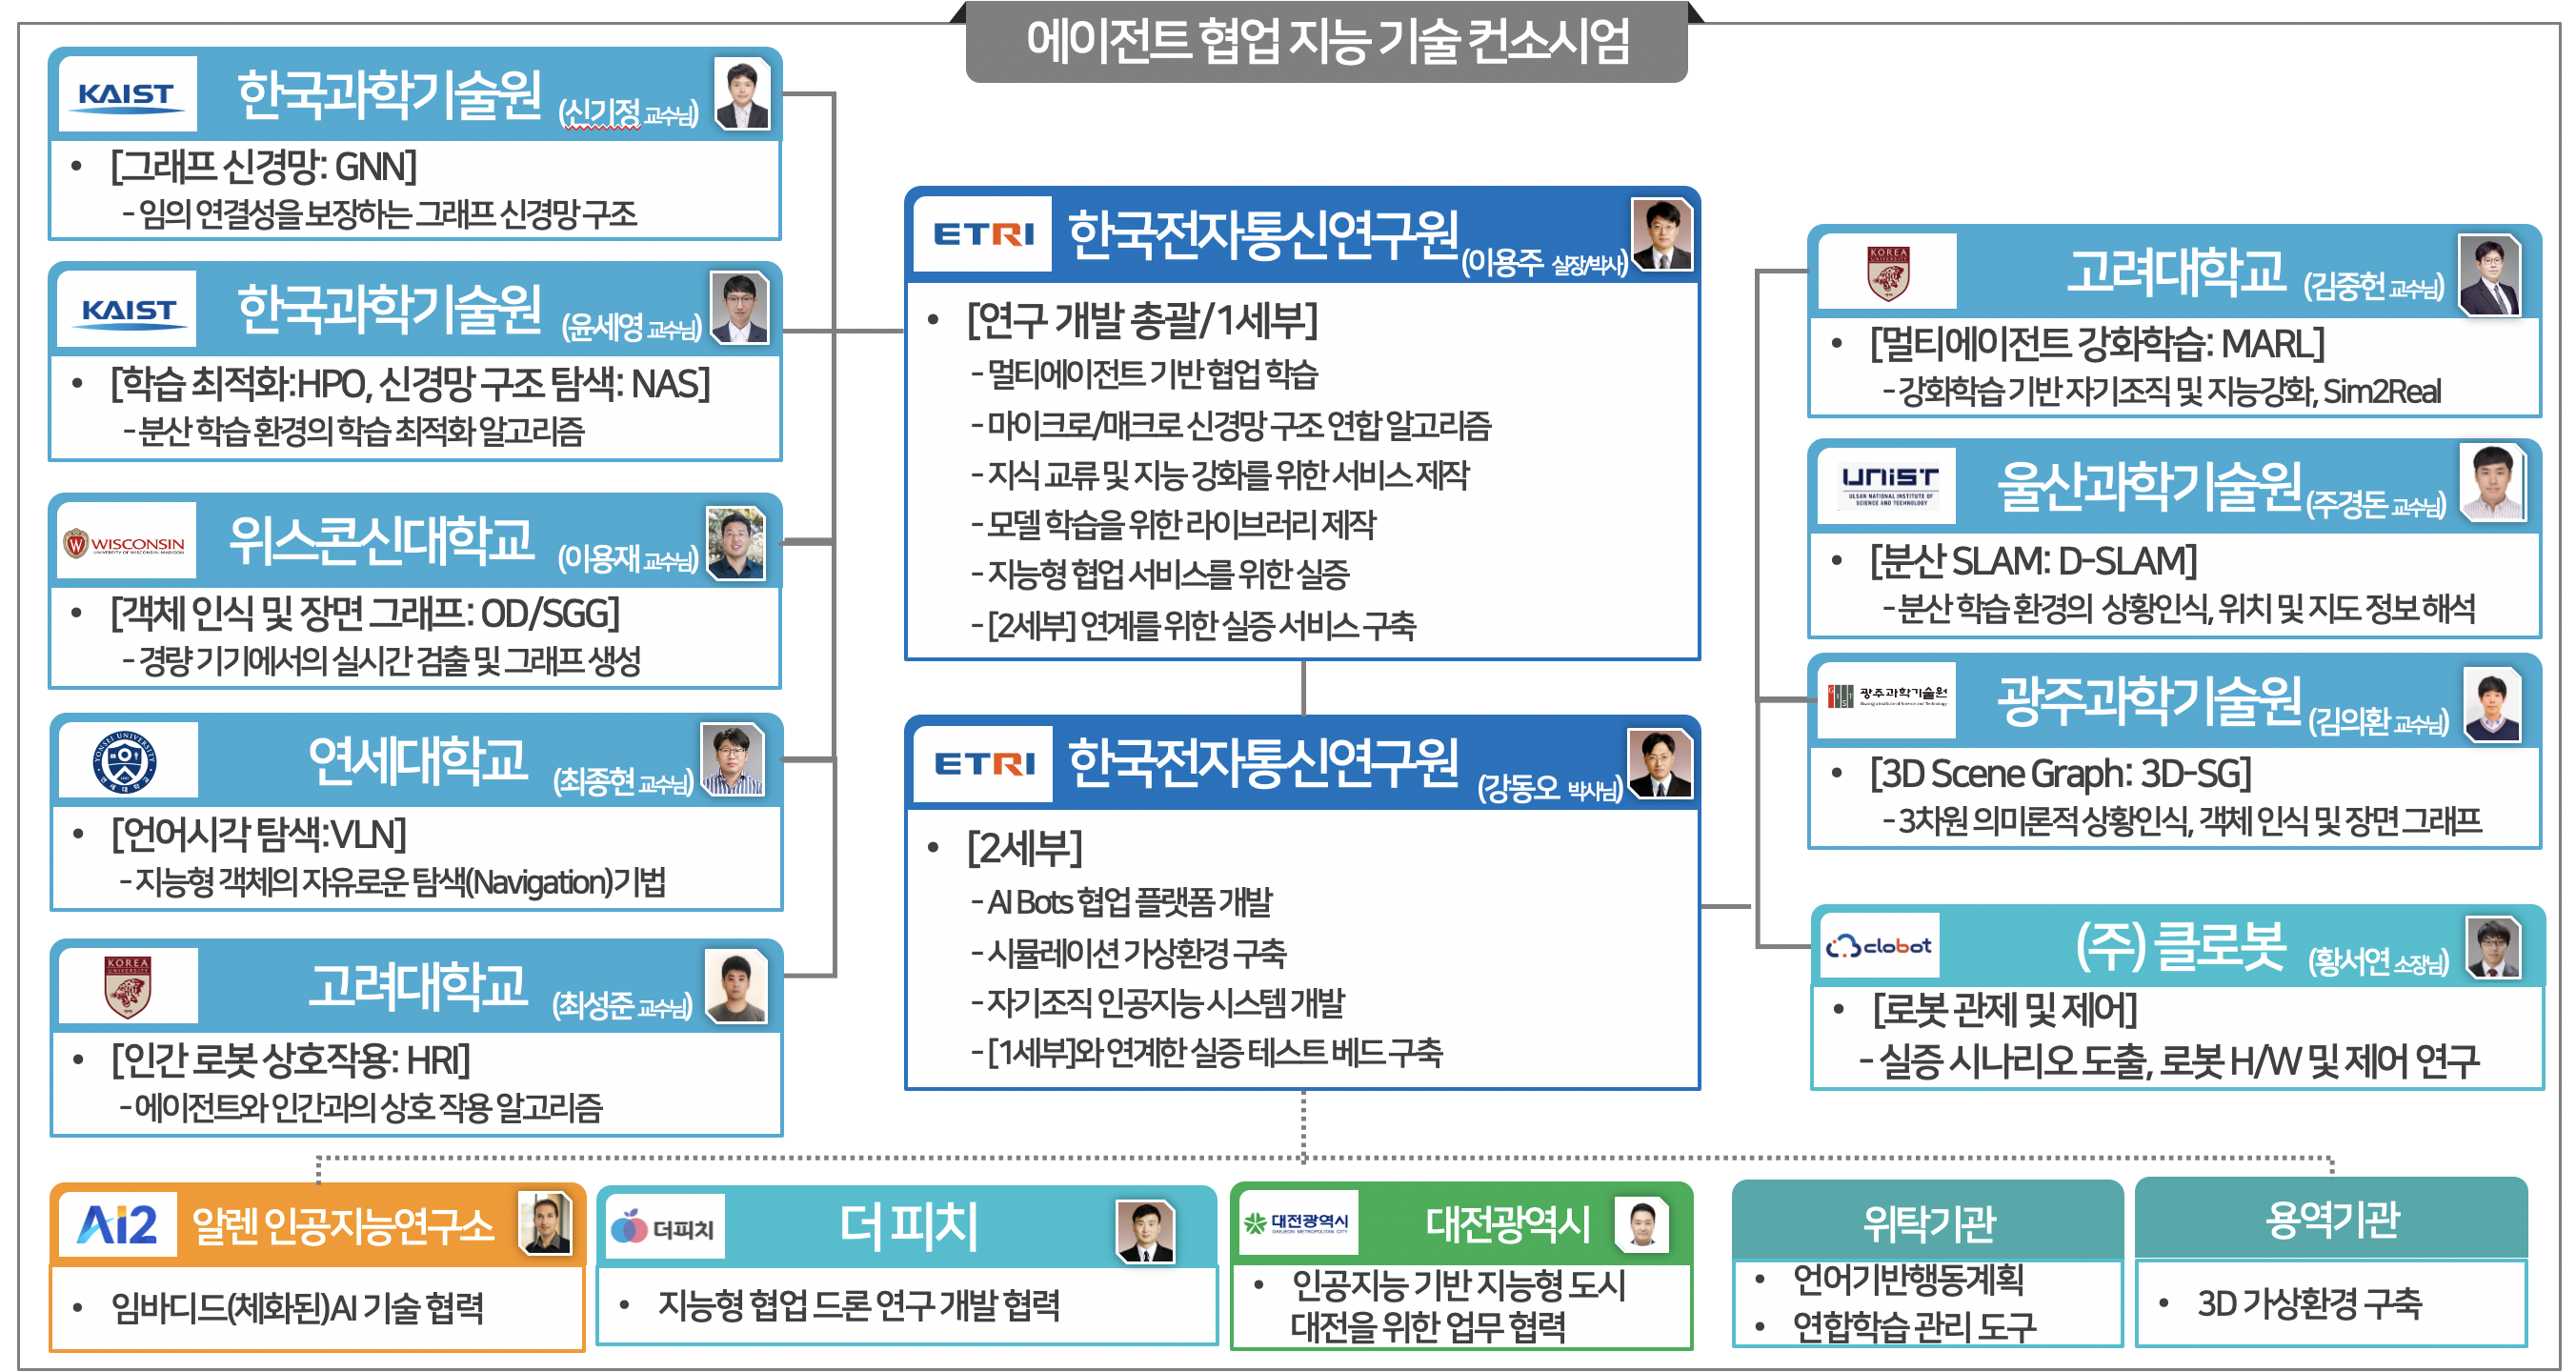 에이전트 협업 지능 기술 컨소시엄
KAIST
한국과학기술원 (신기정 교수님)
• [그래프 신경망: GNN]
- 임의 연결성을 보장하는 그래프 신경망 구조
KAIST
한국과학기술원 (윤세영 교수님)
• [학습 최적화:HPO, 신경망 구조 탐색: NAS]
- 분산 학습 환경의 학습 최적화 알고리즘
WISCONSIN
UNIVERSITY OF WISCONSIN-MADISON
위스콘신대학교 (이용재 교수님)
• [객체 인식 및 장면 그래프: OD/SGG]
- 경량 기기에서의 실시간 검출 및 그래프 생성
YONSEI UNIVERSITY
연세대학교
연세대학교 (최종현 교수님)
• [언어시각 탐색:VLN]
- 지능형 객체의 자유로운 탐색(Navigation)기법
KOREA
UNIVERSITY
고려대학교 (최성준 교수님)
• [인간 로봇 상호작용: HRI]
- 에이전트와 인간과의 상호 작용 알고리즘
ETRI
한국전자통신연구원 (이용주 실장/박사)
• [연구 개발 총괄/1세부]
- 멀티에이전트 기반 협업 학습
- 마이크로/매크로 신경망 구조 연합 알고리즘
- 지식 교류 및 지능 강화를 위한 서비스 제작
- 모델 학습을 위한 라이브러리 제작
- 지능형 협업 서비스를 위한 실증
- [2세부] 연계를 위한 실증 서비스 구축
ETRI
한국전자통신연구원 (강동오 박사님)
• [2세부]
- AI Bots 협업 플랫폼 개발
- 시뮬레이션 가상환경 구축
- 자기조직 인공지능 시스템 개발
- [1세부]와 연계한 실증 테스트 베드 구축
KOREA
UNIVERSITY
고려대학교 (김중헌 교수님)
• [멀티에이전트 강화학습: MARL]
- 강화학습 기반 자기조직 및 지능강화, Sim2Real
UNIST
ULSAN NATIONAL INSTITUTE OF
SCIENCE AND TECHNOLOGY
울산과학기술원 (주경돈 교수님)
• [분산 SLAM: D-SLAM]
- 분산 학습 환경의 상황인식, 위치 및 지도 정보 해석
GIST
광주과학기술원
Gwangju Institute of Science and Technology
광주과학기술원 (김의환 교수님)
• [3D Scene Graph: 3D-SG]
- 3차원 의미론적 상황인식, 객체 인식 및 장면 그래프
clobot
(주) 클로봇 (황서연 소장님)
• [로봇 관제 및 제어]
- 실증 시나리오 도출, 로봇 H/W 및 제어 연구
Ai2
알렌 인공지능연구소
• 임바디드(체화된)AI 기술 협력
더피치
더 피치
• 지능형 협업 드론 연구 개발 협력
대전광역시
DAEJEON METROPOLITAN CITY
대전광역시
• 인공지능 기반 지능형 도시
대전을 위한 업무 협력
위탁기관
• 언어기반행동계획
• 연합학습 관리 도구
용역기관
• 3D 가상환경 구축